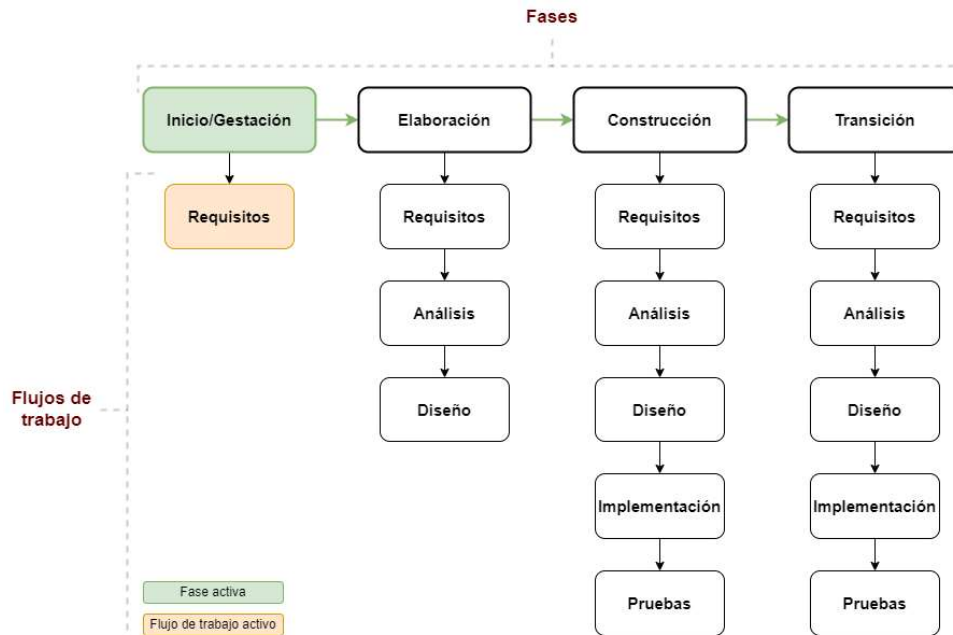 Fases
Inicio/Gestación
Elaboración
Construcción
Transición
Requisitos
Requisitos
Requisitos
Requisitos
Análisis
Análisis
Análisis
Flujos de
trabajo
Diseño
Diseño
Diseño
Implementación
Implementación
Fase activa
Pruebas
Pruebas
Flujo de trabajo activo